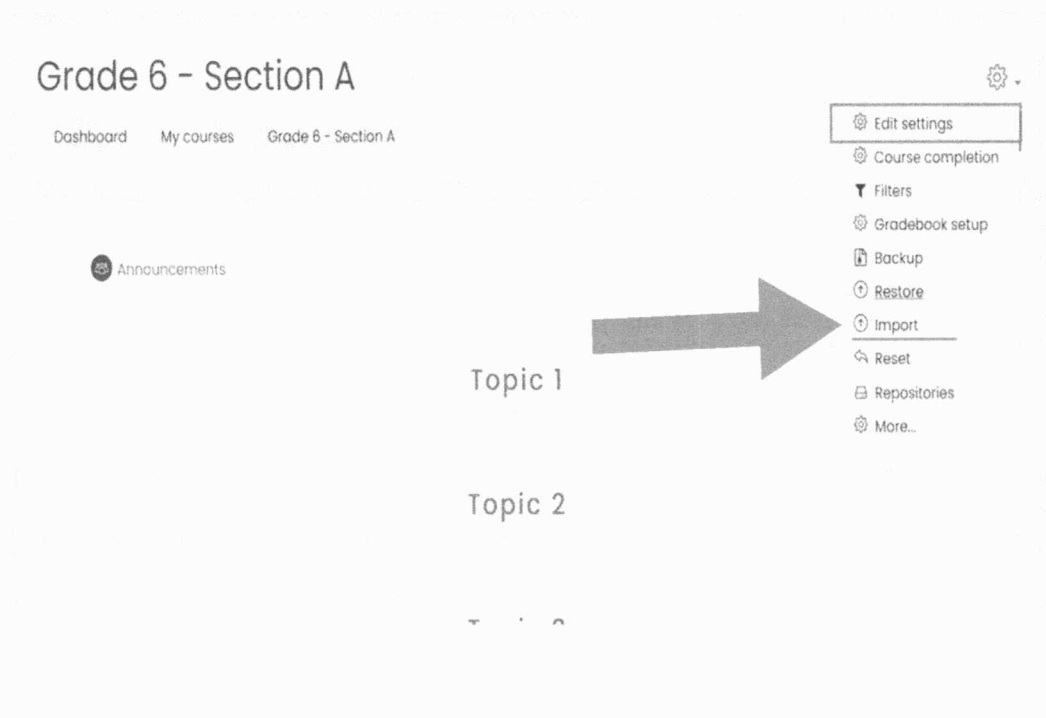 Grade 6 - Section A
Dashboard My courses Grade 6 - Section A
Edit settings
Course completion
Filters
Gradebook setup
Backup
Restore
Import
Reset
Repositories
More...
Announcements
Topic 1
Topic 2